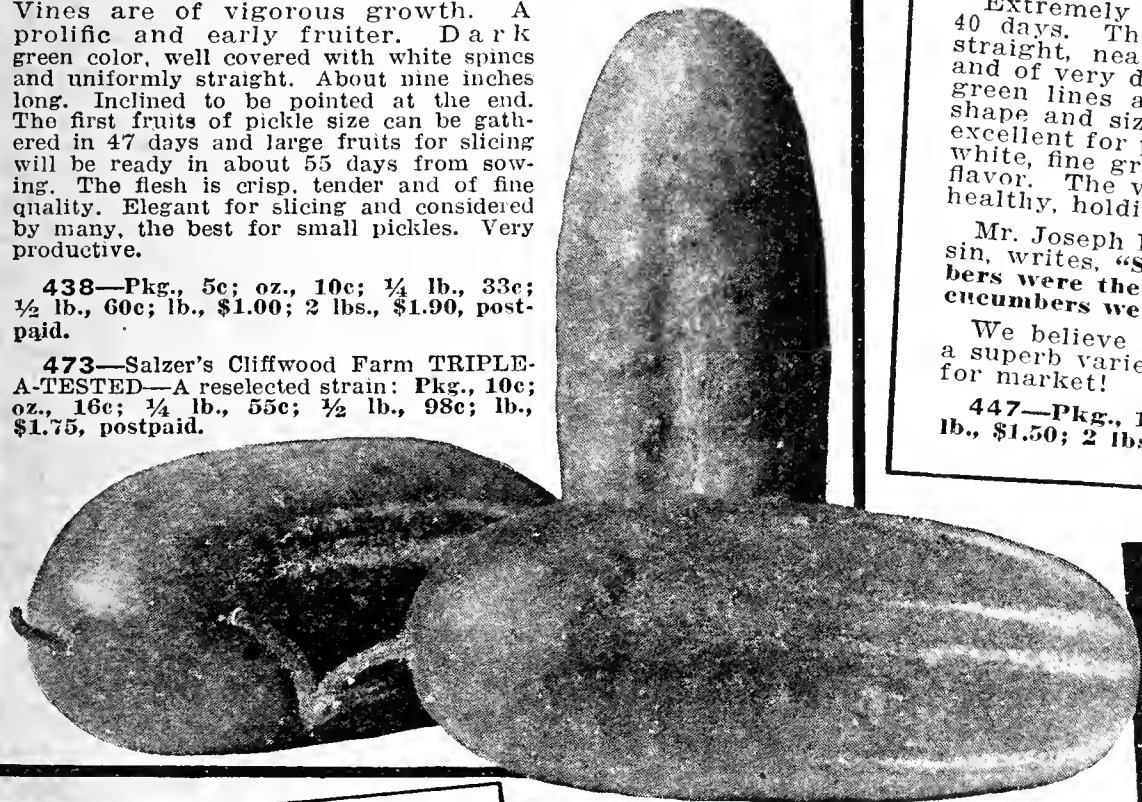 Vines are of vigorous growth. A
prolific and early fruiter. Dark
green color, well covered with white spines
and uniformly straight. About nine inches
long. Inclined to be pointed at the end.
The first fruits of pickle size can be gath-
ered in 47 days and large fruits for slicing
will be ready in about 55 days from sow-
ing. The flesh is crisp, tender and of fine
quality. Elegant for slicing and considered
by many, the best for small pickles. Very
productive.
438—Pkg., 5c; oz., 10c; ¼ lb., 33c;
½ lb., 60c; lb., $1.00; 2 lbs., $1.90, post-
paid.
473—Salzer's Cliffwood Farm TRIPLE-
A-TESTED—A reselected strain: Pkg., 10c;
oz., 16c; ¼ lb., 55c; ½ lb., 98c; lb.,
$1.75, postpaid.
Extremely
40 days. Th
straight, nea
and of very d
green lines a
shape and siz
excellent for
white, fine gr
flavor. The v
healthy, holdi
Mr. Joseph
sin, writes, "S
bers were the
cucumbers we
We believe
a superb varie
for market!
447—Pkg., 1
lb., $1.50; 2 lbs